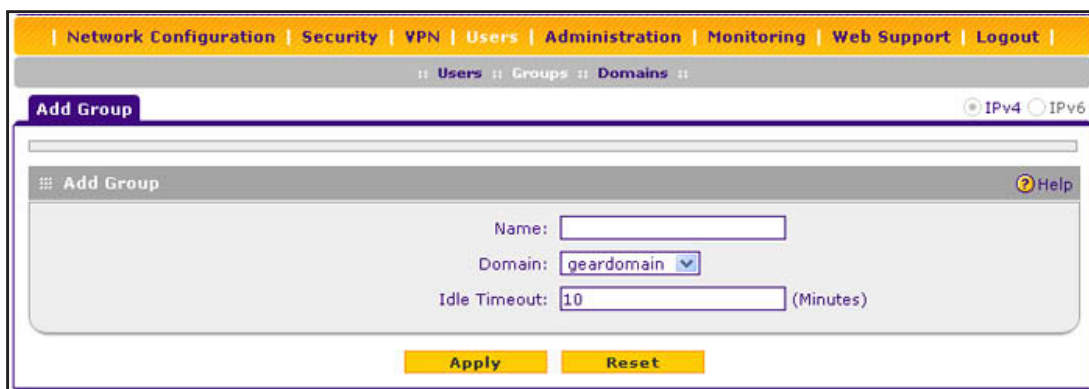 | Network Configuration | Security | VPN | Users | Administration | Monitoring | Web Support | Logout |
:: Users :: Groups :: Domains ::
Add Group
IPv4 IPv6
Add Group
? Help
Name:
Domain: geardomain
Idle Timeout: 10 (Minutes)
Apply Reset